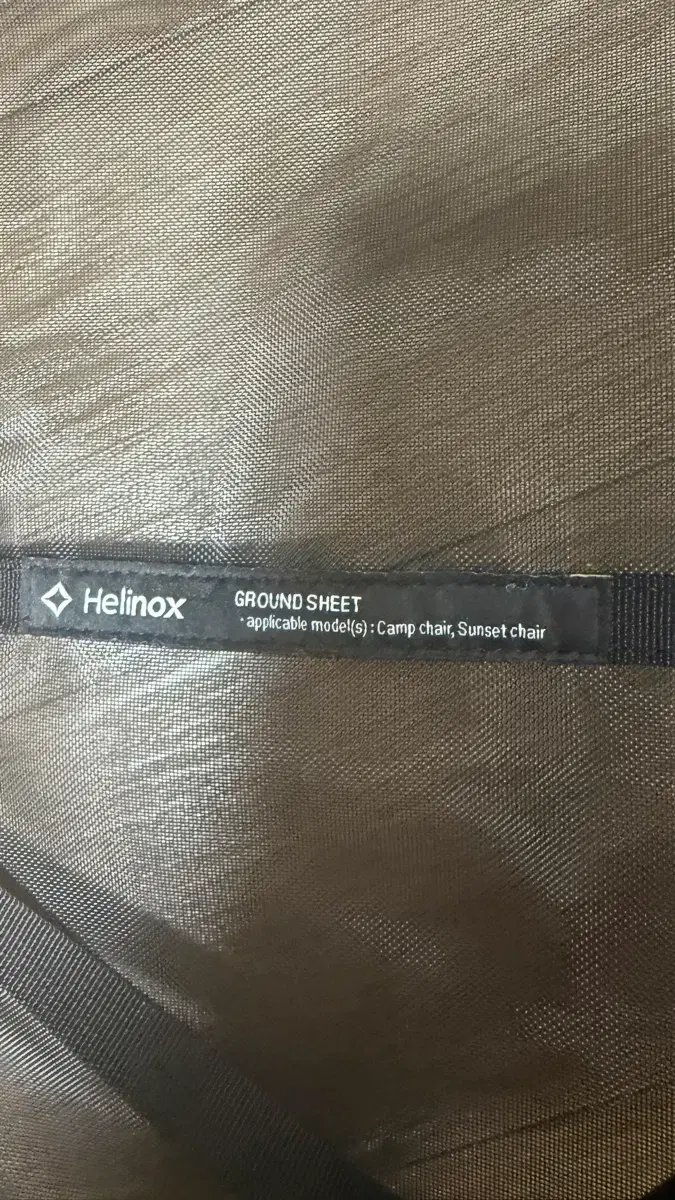 Helinox
GROUND SHEET
· applicable model(s) : Camp chair, Sunset chair